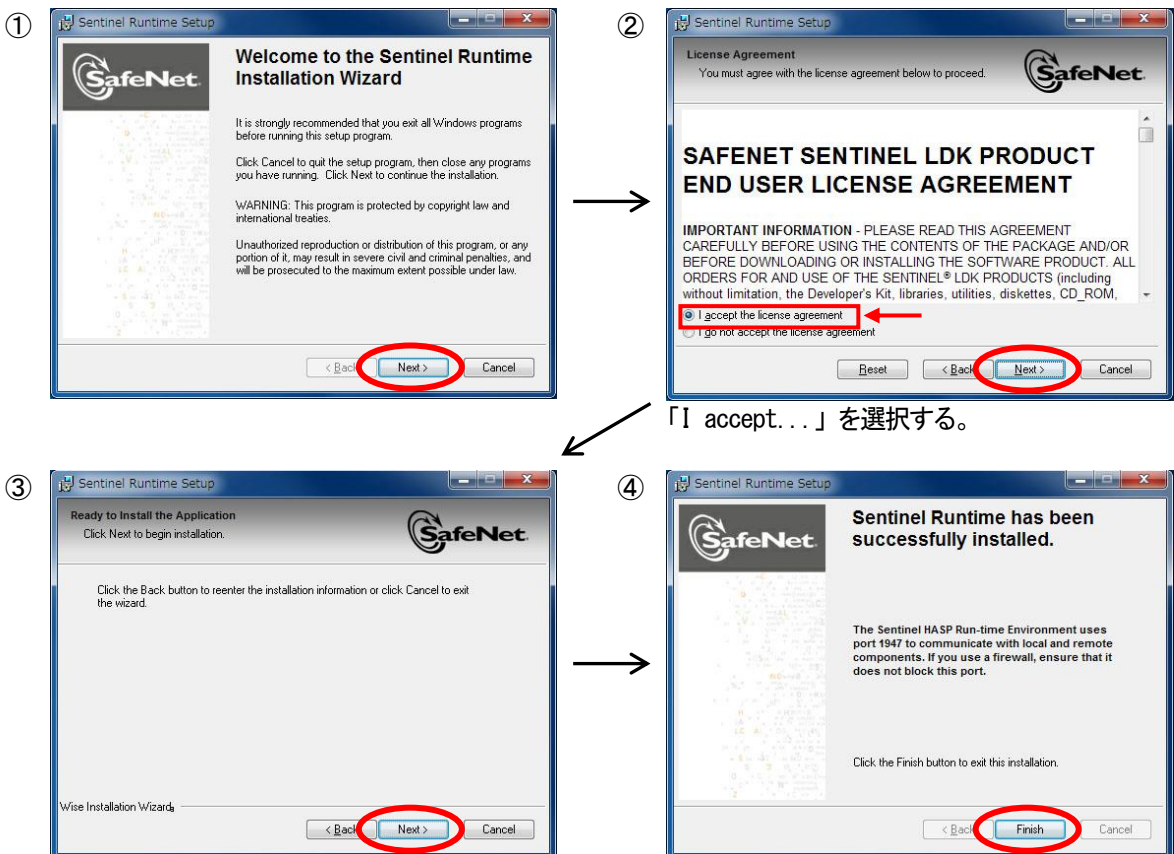 ①
Sentinel Runtime Setup
SafeNet.
Welcome to the Sentinel Runtime
Installation Wizard
It is strongly recommended that you exit all Windows programs
before running this setup program.
Click Cancel to quit the setup program, then close any programs
you have running. Click Next to continue the installation.
WARNING: This program is protected by copyright law and
international treaties.
Unauthorized reproduction or distribution of this program, or any
portion of it, may result in severe civil and criminal penalties, and
will be prosecuted to the maximum extent possible under law.
< Back
Next >
Cancel
②
Sentinel Runtime Setup
License Agreement
You must agree with the license agreement below to proceed.
SafeNet.
SAFENET SENTINEL LDK PRODUCT
END USER LICENSE AGREEMENT
IMPORTANT INFORMATION - PLEASE READ THIS AGREEMENT
CAREFULLY BEFORE USING THE CONTENTS OF THE PACKAGE AND/OR
BEFORE DOWNLOADING OR INSTALLING THE SOFTWARE PRODUCT. ALL
ORDERS FOR AND USE OF THE SENTINEL® LDK PRODUCTS (including
without limitation, the Developer's Kit, libraries, utilities, diskettes, CD_ROM,
I accept the license agreement
I do not accept the license agreement
Reset
< Back
Next >
Cancel
「I accept...」を選択する。
③
Sentinel Runtime Setup
Ready to Install the Application
Click Next to begin installation.
SafeNet.
Click the Back button to reenter the installation information or click Cancel to exit
the wizard.
Wise Installation Wizard
< Back
Next >
Cancel
④
Sentinel Runtime Setup
SafeNet.
Sentinel Runtime has been
successfully installed.
The Sentinel HASP Run-time Environment uses
port 1947 to communicate with local and remote
components. If you use a firewall, ensure that it
does not block this port.
Click the Finish button to exit this installation.
< Back
Finish
Cancel